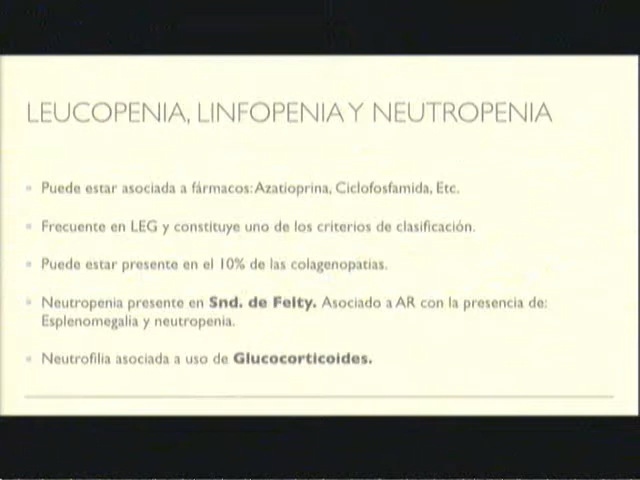 LEUCOPENIA, LINFOPENIA Y NEUTROPENIA
Puede estar asociada a fármacos: Azatioprina, Ciclofosfamida, Etc.
Frecuente en LEG y constituye uno de los criterios de clasificación.
Puede estar presente en el 10% de las colagenopatías.
Neutropenia presente en Snd. de Felty. Asociado a AR con la presencia de:
Esplenomegalia y neutropenia.
Neutrofilia asociada a uso de Glucocorticoides.